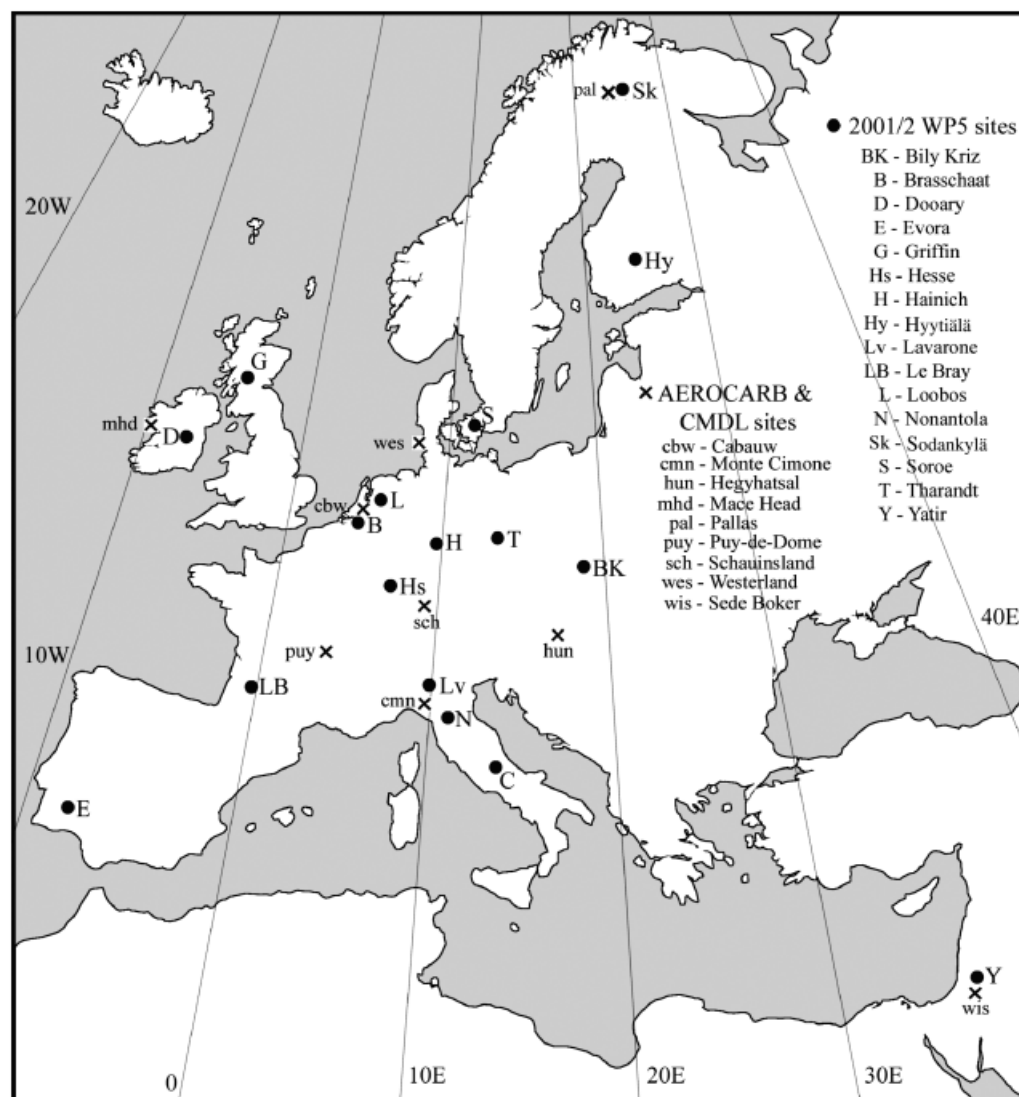 pal
Sk
2001/2 WP5 sites
BK - Bily Kriz
B - Brasschaat
D - Dooary
E - Evora
G - Griffin
Hs - Hesse
H - Hainich
Hy - Hyytiälä
Lv - Lavarone
LB - Le Bray
L - Loobos
N - Nonantola
Sk - Sodankylä
S - Soroe
T - Tharandt
Y - Yatir
20W
Hy
G
mhd
D
wes
S
AEROCARB &
CMDL sites
cbw - Cabauw
cmn - Monte Cimone
hun - Hegyhatsal
mhd - Mace Head
pal - Pallas
puy - Puy-de-Dome
sch - Schauinsland
wes - Westerland
wis - Sede Boker
cbw
L
B
H
T
BK
Hs
sch
40E
10W
puy
hun
LB
Lv
cmn
N
C
E
Y
wis
0
10E
20E
30E